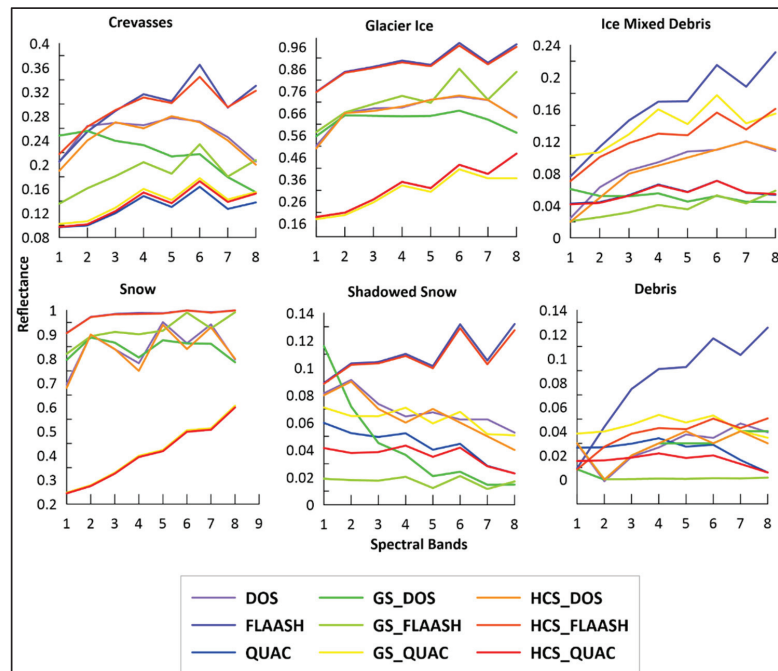 Crevasses
0.4
0.36
0.32
0.28
0.24
0.2
0.16
0.12
0.08
1 2 3 4 5 6 7 8
Glacier Ice
0.96
0.86
0.76
0.66
0.56
0.46
0.36
0.26
0.16
1 2 3 4 5 6 7 8
Ice Mixed Debris
0.24
0.2
0.16
0.12
0.08
0.04
0
1 2 3 4 5 6 7 8
Reflectance
Snow
1
0.9
0.8
0.7
0.6
0.5
0.4
0.3
0.2
1 2 3 4 5 6 7 8 9
Shadowed Snow
0.14
0.12
0.1
0.08
0.06
0.04
0.02
0
1 2 3 4 5 6 7 8
Debris
0.14
0.12
0.1
0.08
0.06
0.04
0.02
0
1 2 3 4 5 6 7 8
Spectral Bands
DOS GS_DOS HCS_DOS
FLAASH GS_FLAASH HCS_FLAASH
QUAC GS_QUAC HCS_QUAC